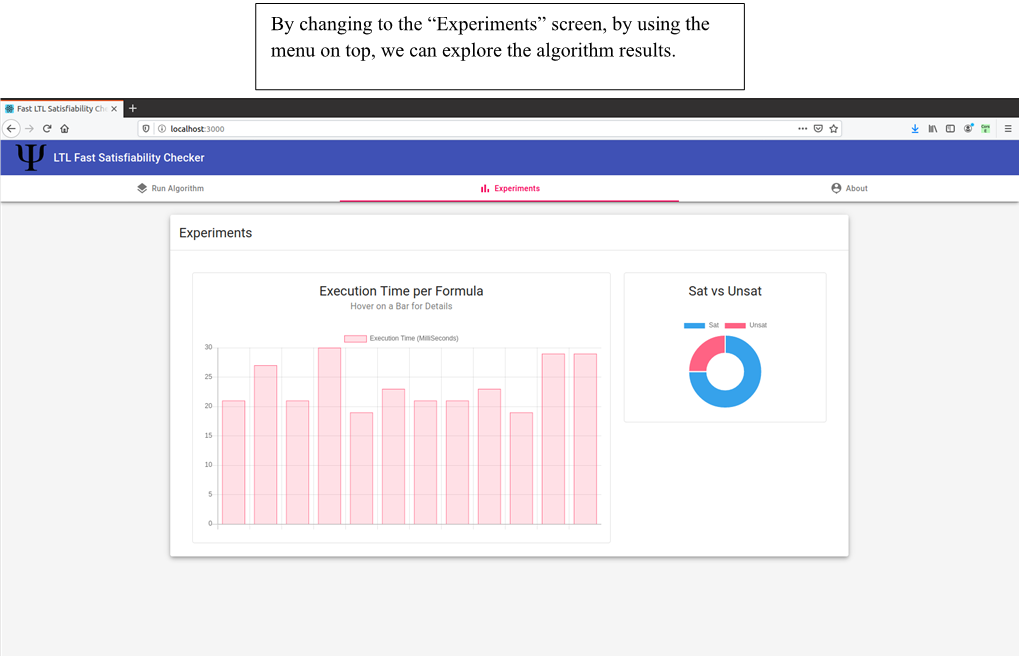 By changing to the “Experiments” screen, by using the
menu on top, we can explore the algorithm results.
Fast LTL Satisfiability Che
localhost:3000
Ψ LTL Fast Satisfiability Checker
Run Algorithm Experiments About
Experiments
Execution Time per Formula
Hover on a Bar for Details
Execution Time (MilliSeconds)
30
25
20
15
10
5
0
Sat vs Unsat
Sat Unsat